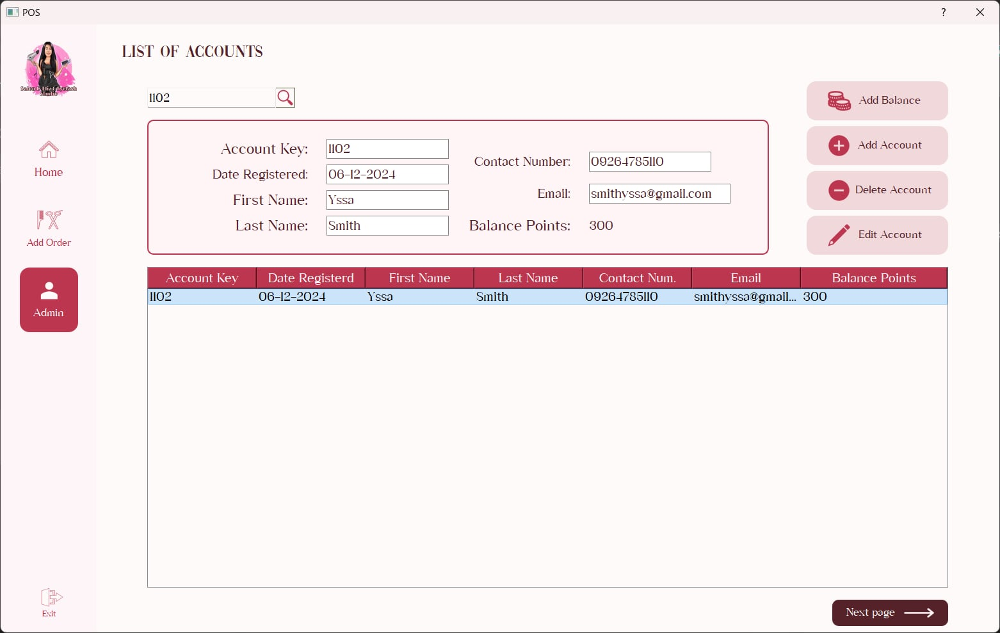 POS
?
LIST OF ACCOUNTS
1102
Add Balance
Add Account
Delete Account
Edit Account
Account Key: 1102
Date Registered: 06-12-2024
First Name: Yssa
Last Name: Smith
Contact Number: 09264785110
Email: smithyssa@gmail.com
Balance Points: 300
Home
Add Order
Admin
Account Key Date Registerd First Name Last Name Contact Num. Email Balance Points
1102 06-12-2024 Yssa Smith 09264785110 smithyssa@gmail... 300
Exit
Next page